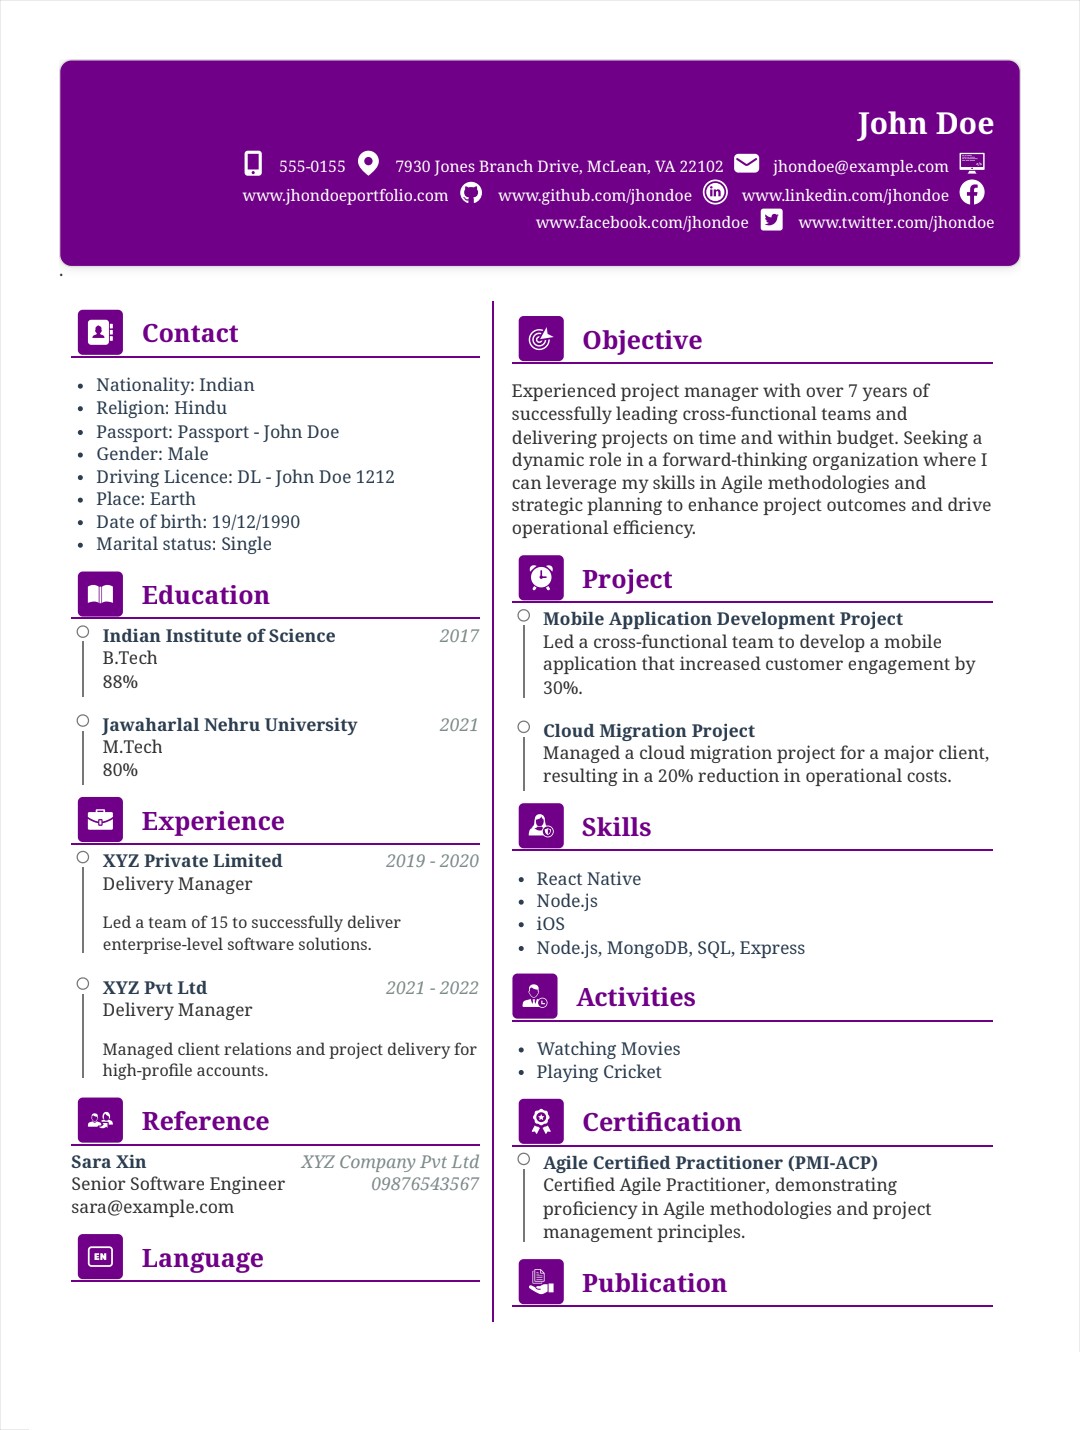 John Doe
555-0155 7930 Jones Branch Drive, McLean, VA 22102 jhondoe@example.com
www.jhondoeportfolio.com www.github.com/jhondoe www.linkedin.com/jhondoe
www.facebook.com/jhondoe www.twitter.com/jhondoe
.
Contact
• Nationality: Indian
• Religion: Hindu
• Passport: Passport - John Doe
• Gender: Male
• Driving Licence: DL - John Doe 1212
• Place: Earth
• Date of birth: 19/12/1990
• Marital status: Single
Education
Indian Institute of Science 2017
B.Tech
88%
Jawaharlal Nehru University 2021
M.Tech
80%
Experience
XYZ Private Limited 2019 - 2020
Delivery Manager
Led a team of 15 to successfully deliver
enterprise-level software solutions.
XYZ Pvt Ltd 2021 - 2022
Delivery Manager
Managed client relations and project delivery for
high-profile accounts.
Reference
Sara Xin XYZ Company Pvt Ltd
Senior Software Engineer 09876543567
sara@example.com
EN Language
Objective
Experienced project manager with over 7 years of
successfully leading cross-functional teams and
delivering projects on time and within budget. Seeking a
dynamic role in a forward-thinking organization where I
can leverage my skills in Agile methodologies and
strategic planning to enhance project outcomes and drive
operational efficiency.
Project
Mobile Application Development Project
Led a cross-functional team to develop a mobile
application that increased customer engagement by
30%.
Cloud Migration Project
Managed a cloud migration project for a major client,
resulting in a 20% reduction in operational costs.
Skills
• React Native
• Node.js
• iOS
• Node.js, MongoDB, SQL, Express
Activities
• Watching Movies
• Playing Cricket
Certification
Agile Certified Practitioner (PMI-ACP)
Certified Agile Practitioner, demonstrating
proficiency in Agile methodologies and project
management principles.
Publication